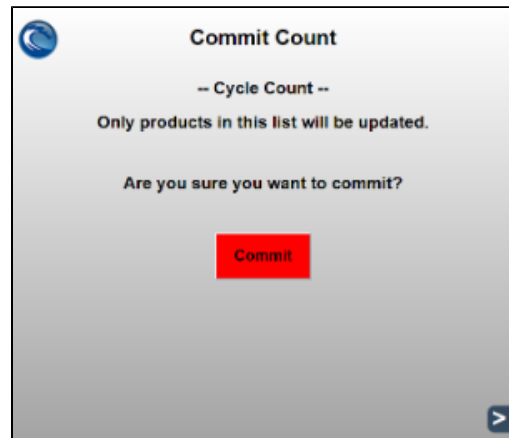 Commit Count
-- Cycle Count --
Only products in this list will be updated.
Are you sure you want to commit?
Commit
>